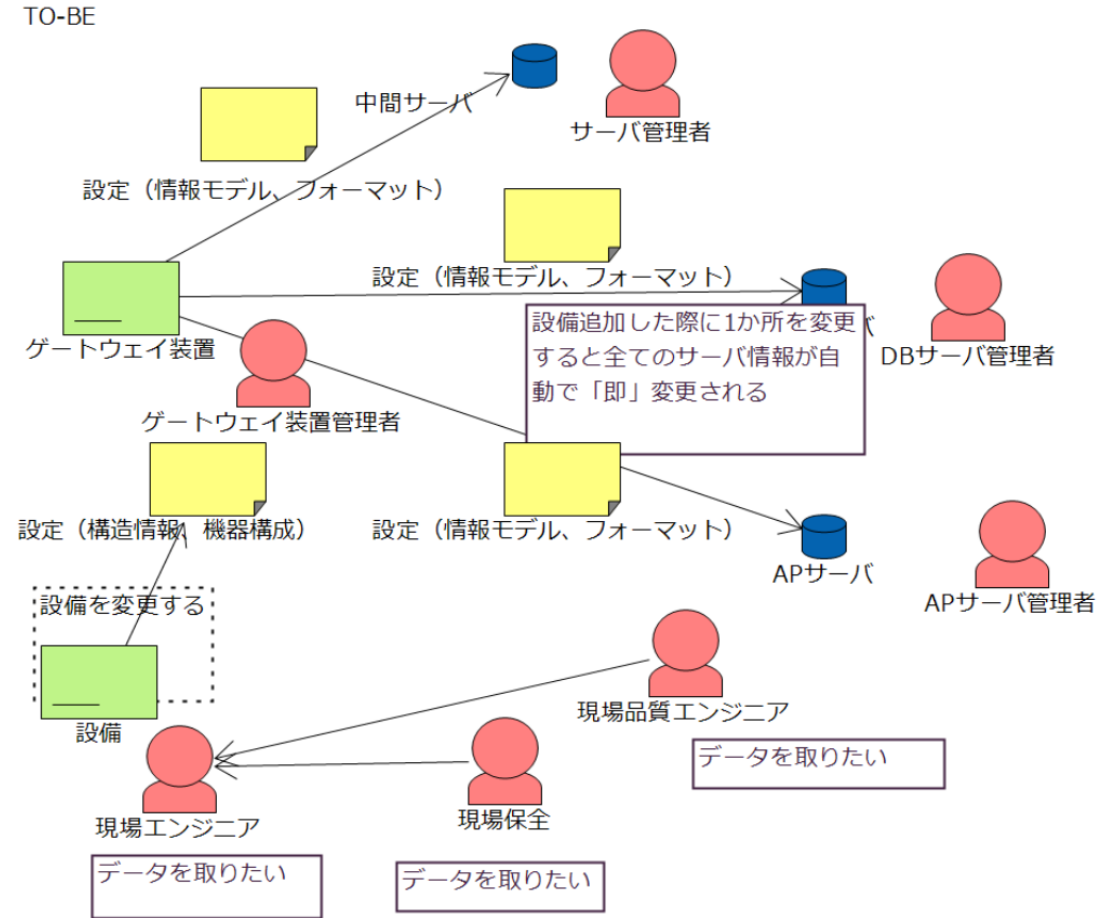 TO-BE
中間サーバ
サーバ管理者
設定（情報モデル、フォーマット）
設定（情報モデル、フォーマット）
ゲートウェイ装置
設備追加した際に1か所を変更
すると全てのサーバ情報が自
動で「即」変更される
バ
DBサーバ管理者
ゲートウェイ装置管理者
設定（構造情報、機器構成）
設定（情報モデル、フォーマット）
APサーバ
APサーバ管理者
設備を変更する
設備
現場品質エンジニア
データを取りたい
現場エンジニア
現場保全
データを取りたい
データを取りたい